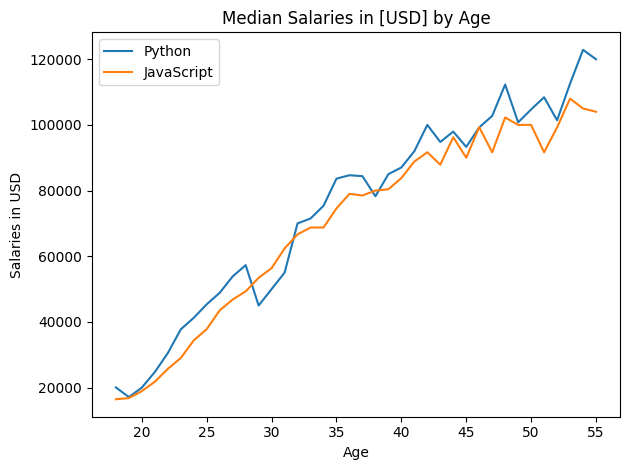 Median Salaries in [USD] by Age
Python
JavaScript
120000
100000
80000
60000
40000
20000
Salaries in USD
20 25 30 35 40 45 50 55
Age